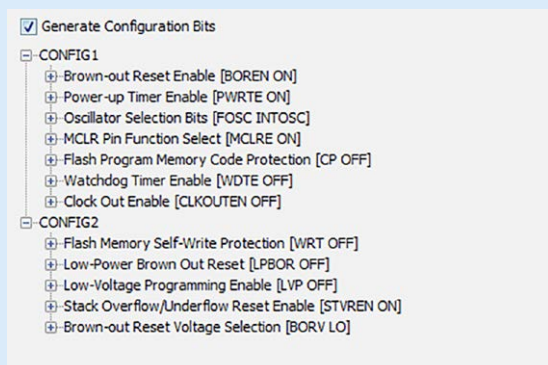 Generate Configuration Bits
CONFIG1
Brown-out Reset Enable [BOREN ON]
Power-up Timer Enable [PWRTE ON]
Oscillator Selection Bits [FOSC INTOSC]
MCLR Pin Function Select [MCLRE ON]
Flash Program Memory Code Protection [CP OFF]
Watchdog Timer Enable [WDTE OFF]
Clock Out Enable [CLKOUTEN OFF]
CONFIG2
Flash Memory Self-Write Protection [WRT OFF]
Low-Power Brown Out Reset [LPBOR OFF]
Low-Voltage Programming Enable [LVP OFF]
Stack Overflow/Underflow Reset Enable [STVREN ON]
Brown-out Reset Voltage Selection [BORV LO]